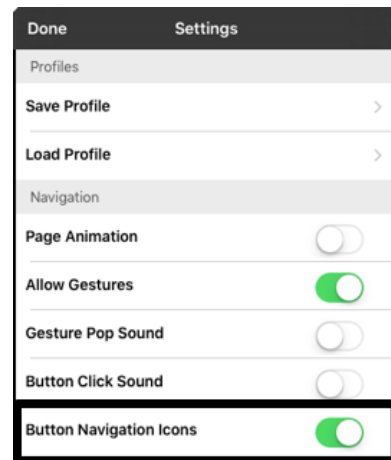 Done Settings
Profiles
Save Profile
Load Profile
Navigation
Page Animation
Allow Gestures
Gesture Pop Sound
Button Click Sound
Button Navigation Icons